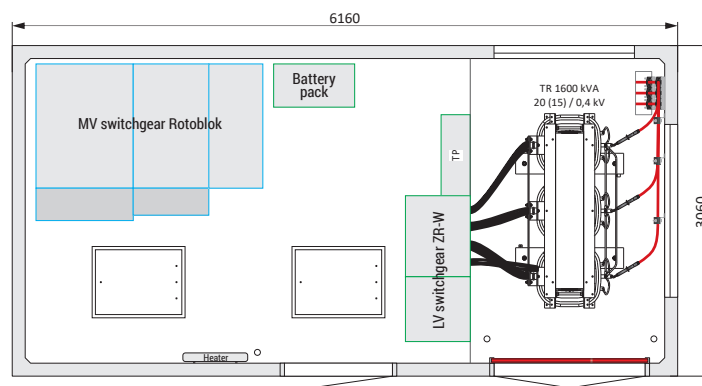 6160
Battery
pack
TR 1600 kVA
20 (15) / 0,4 kV
MV switchgear Rotoblok
TP
3060
LV switchgear ZR-W
Heater